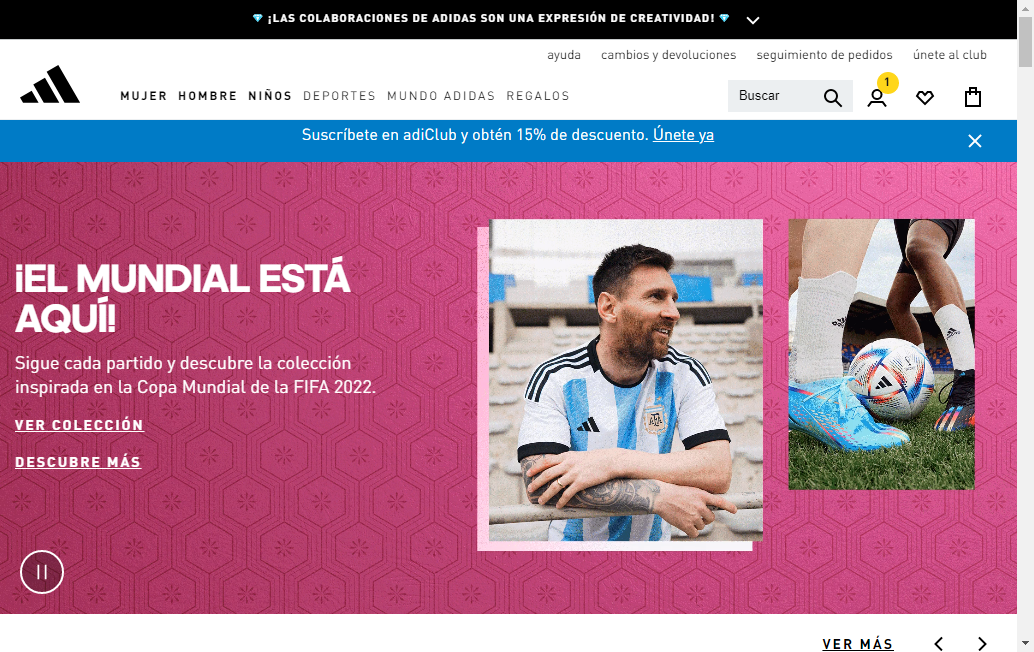 ¡LAS COLABORACIONES DE ADIDAS SON UNA EXPRESIÓN DE CREATIVIDAD!
ayuda cambios y devoluciones seguimiento de pedidos únete al club
MUJER HOMBRE NIÑOS DEPORTES MUNDO ADIDAS REGALOS
Buscar
1
Suscríbete en adiClub y obtén 15% de descuento. Únete ya
¡EL MUNDIAL ESTÁ
AQUÍ!
Sigue cada partido y descubre la colección
inspirada en la Copa Mundial de la FIFA 2022.
VER COLECCIÓN
DESCUBRE MÁS
AFA
VER MÁS